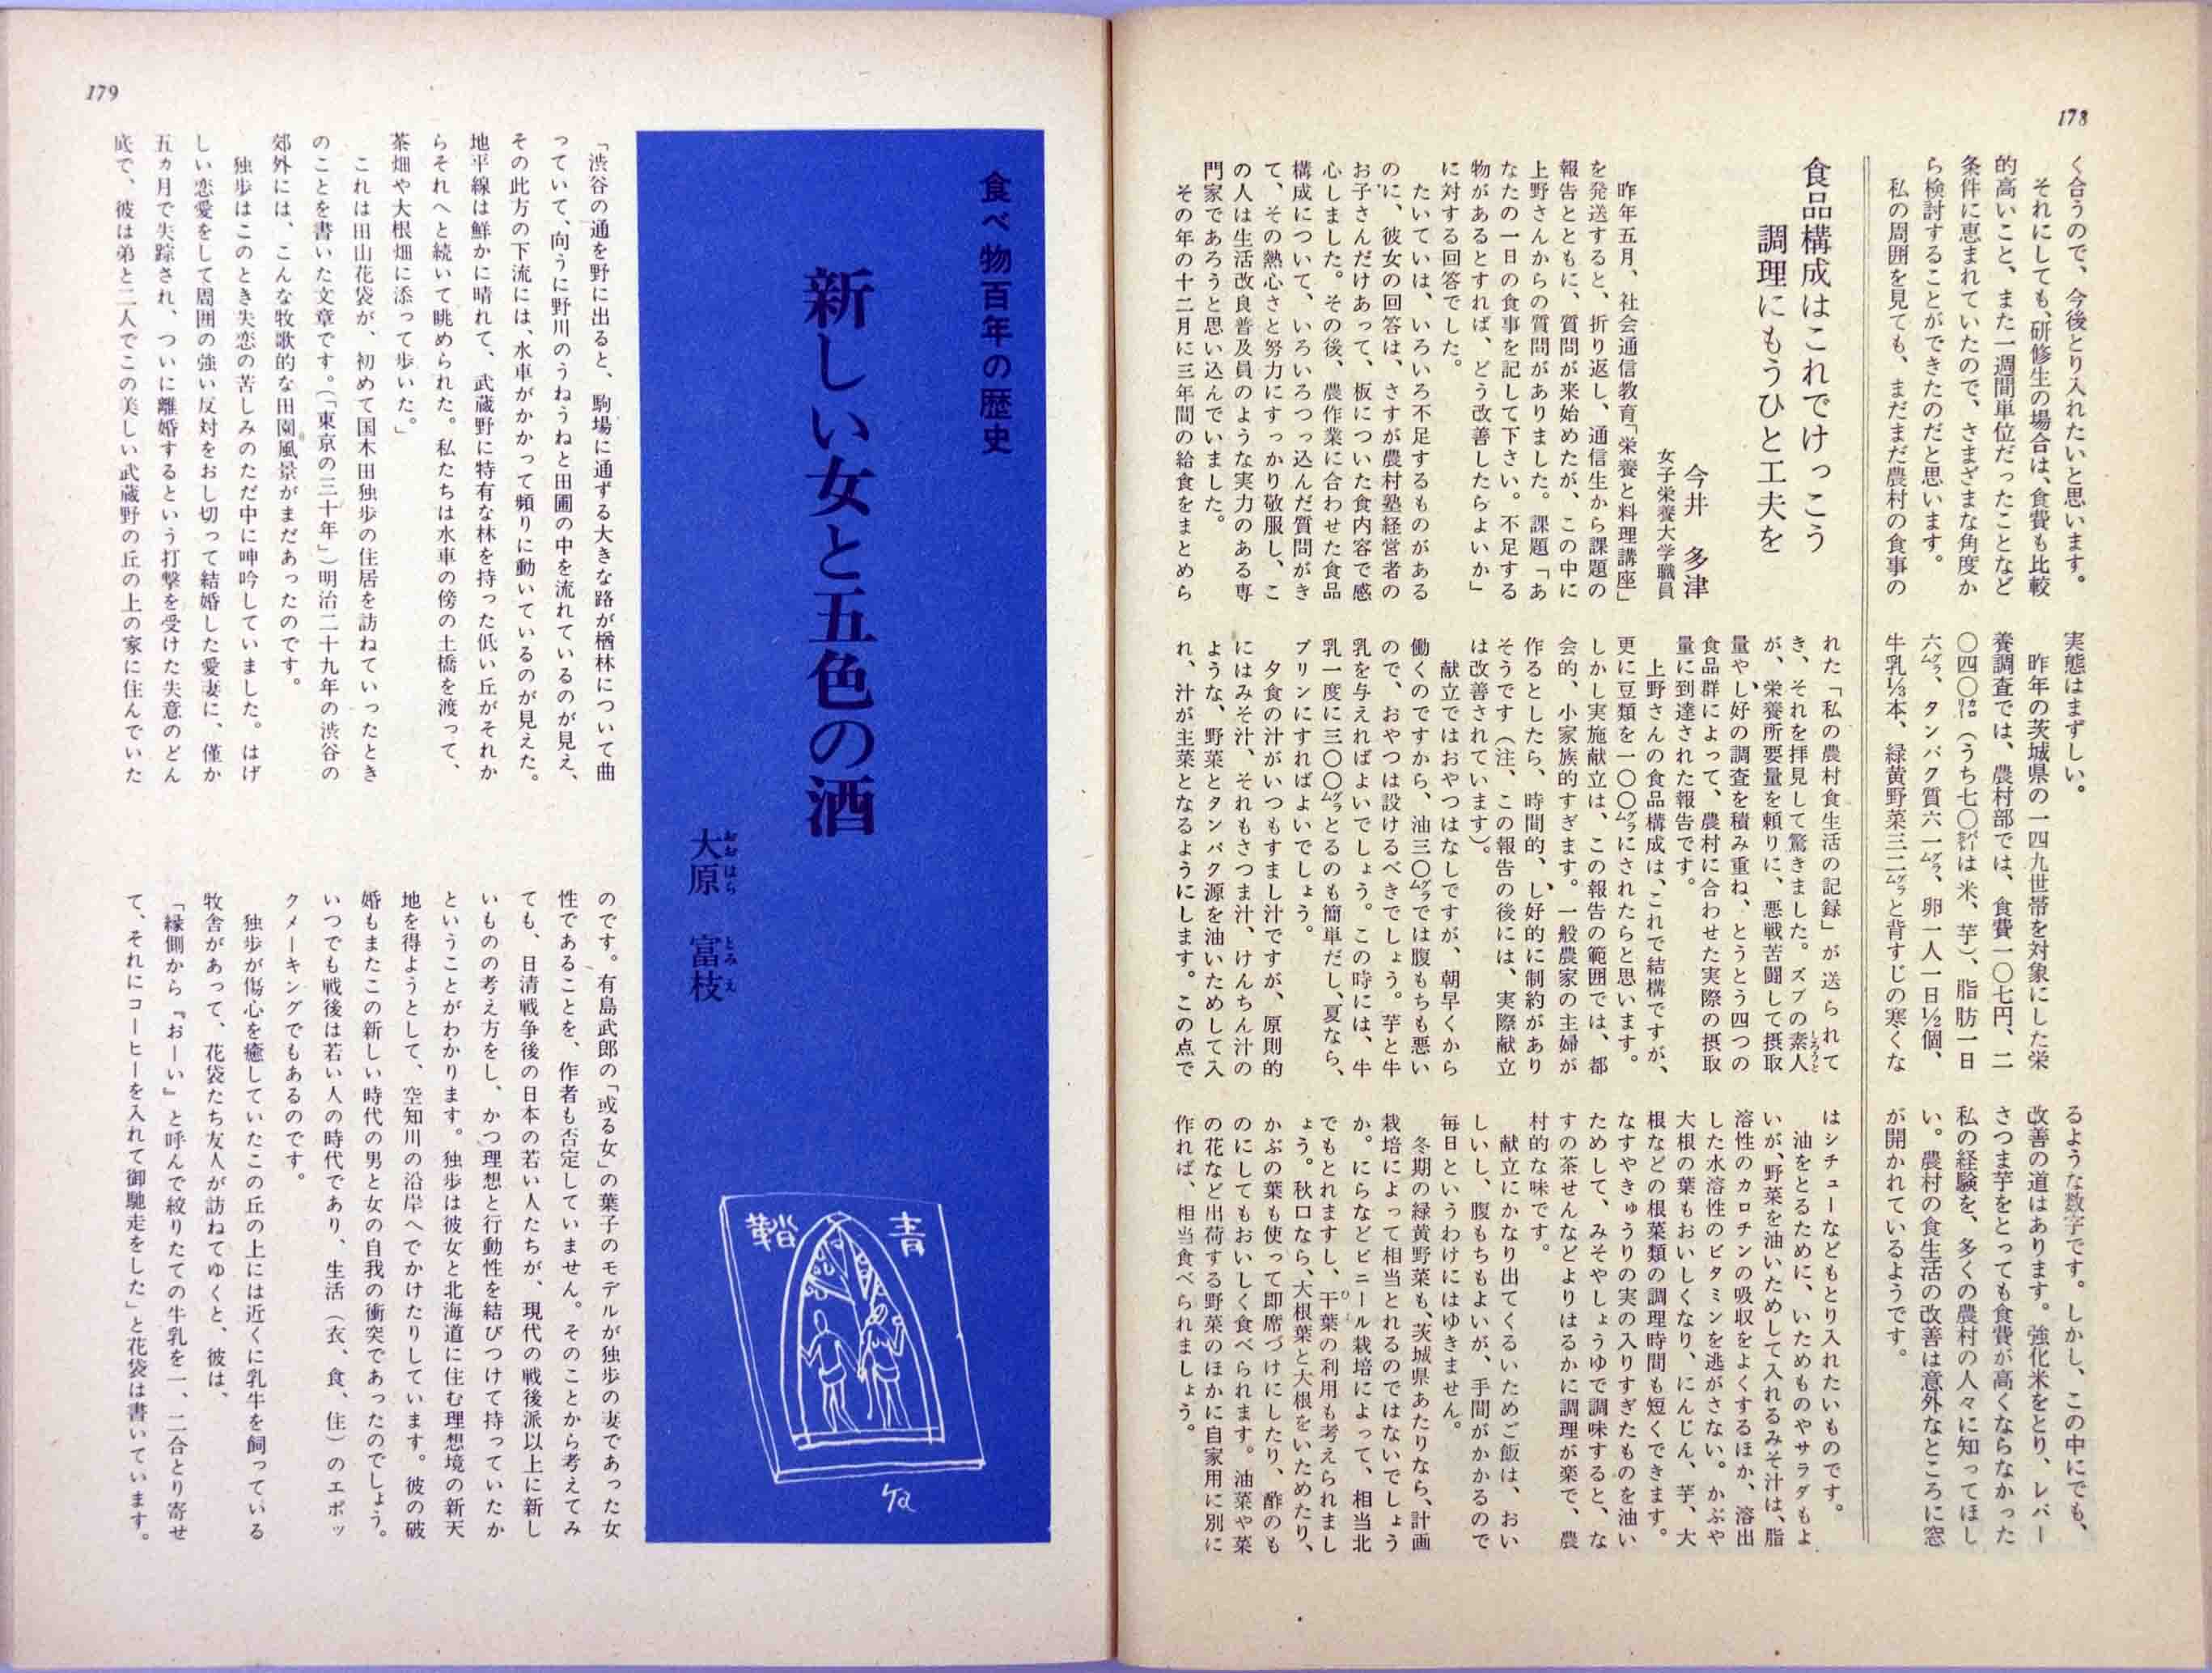 178
く合うので、今後とり入れたいと思います。
それにしても、研修生の場合は、食費も比較
的高いこと、また一週間単位だったことなど
条件に恵まれていたので、さまざまな角度か
ら検討することができたのだと思います。
私の周囲を見ても、まだまだ農村の食事の
実態はまずしい。
昨年の茨城県の一四九世帯を対象にした栄
養調査では、農村部では、食費一〇七円、二
〇四〇カロリー（うち七〇パーセントは米、芋）、脂肪一日
六グラム、タンパク質六一グラム、卵一人一日½個、
牛乳⅓本、緑黄野菜三二グラムと背すじの寒くな
るような数字です。しかし、この中にでも、
改善の道はあります。強化米をとり、レバー
さつま芋をとっても食費が高くならなかった
私の経験を、多くの農村の人々に知ってほし
い。農村の食生活の改善は意外なところに窓
が開かれているようです。
食品構成はこれでけっこう
調理にもうひと工夫を
今井 多津
女子栄養大学職員
昨年五月、社会通信教育「栄養と料理講座」
を発送すると、折り返し、通信生から課題の
報告とともに、質問が来始めたが、この中に
上野さんからの質問がありました。課題「あ
なたの一日の食事を記して下さい。不足する
物があるとすれば、どう改善したらよいか」
に対する回答でした。
たいていは、いろいろ不足するものがある
のに、彼女の回答は、さすが農村塾経営者の
お子さんだけあって、板についた食内容で感
心しました。その後、農作業に合わせた食品
構成について、いろいろつっ込んだ質問がき
て、その熱心さと努力にすっかり敬服し、こ
の人は生活改良普及員のような実力のある専
門家であろうと思い込んでいました。
その年の十二月に三年間の給食をまとめら
れた「私の農村食生活の記録」が送られて
き、それを拝見して驚きました。ズブの素人しろうと
が、栄養所要量を頼りに、悪戦苦闘して摂取
量やし好の調査を積み重ね、とうとう四つの
食品群によって、農村に合わせた実際の摂取
量に到達された報告です。
上野さんの食品構成は、これで結構ですが、
更に豆類を一〇〇グラムにされたらと思います。
しかし実施献立は、この報告の範囲では、都
会的、小家族的すぎます。一般農家の主婦が
作るとしたら、時間的、し好的に制約があり
そうです（注、この報告の後には、実際献立
は改善されています）。
献立ではおやつはなしですが、朝早くから
働くのですから、油三〇グラムでは腹もちも悪い
ので、おやつは設けるべきでしょう。芋と牛
乳を与えればよいでしょう。この時には、牛
乳一度に三〇〇グラムとるのも簡単だし、夏なら、
プリンにすればよいでしょう。
夕食の汁がいつもすまし汁ですが、原則的
にはみそ汁、それもさつま汁、けんちん汁の
ような、野菜とタンパク源を油いためして入
れ、汁が主菜となるようにします。この点で
はシチューなどもとり入れたいものです。
油をとるために、いためものやサラダもよ
いが、野菜を油いためして入れるみそ汁は、脂
溶性のカロチンの吸収をよくするほか、溶出
した水溶性のビタミンを逃がさない。かぶや
大根の葉もおいしくなり、にんじん、芋、大
根などの根菜類の調理時間も短くできます。
なすやきゅうりの実の入りすぎたものを油い
ためして、みそやしょうゆで調味すると、な
すの茶せんなどよりはるかに調理が楽で、農
村的な味です。
献立にかなり出てくるいためご飯は、おい
しいし、腹もちもよいが、手間がかかるので
毎日というわけにはゆきません。
冬期の緑黄野菜も、茨城県あたりなら、計画
栽培によって相当とれるのではないでしょう
か。にらなどビニール栽培によって、相当北
でもとれますし、干ひ葉の利用も考えられまし
ょう。秋口なら、大根葉と大根をいためたり、
かぶの葉も使って即席づけにしたり、酢のも
のにしてもおいしく食べられます。油菜や菜
の花など出荷する野菜のほかに自家用に別に
作れば、相当食べられましょう。
179
食べ物百年の歴史
新しい女と五色の酒
大原おおはら 富枝とみえ
青鞜
「渋谷の通を野に出ると、駒場に通ずる大きな路が楢林について曲
っていて、向うに野川のうねうねと田圃の中を流れているのが見え、
その此方の下流には、水車がかかって頻りに動いているのが見えた。
地平線は鮮かに晴れて、武蔵野に特有な林を持った低い丘がそれか
らそれへと続いて眺められた。私たちは水車の傍の土橋を渡って、
茶畑や大根畑に添って歩いた。」
これは田山花袋が、初めて国木田独歩の住居を訪ねていったとき
のことを書いた文章です。（「東京の三十年」）明治二十九年の渋谷の
郊外には、こんな牧歌的な田園風景がまだあったのです。
独歩はこのとき失恋の苦しみのただ中に呻吟していました。はげ
しい恋愛をして周囲の強い反対をおし切って結婚した愛妻に、僅か
五ヵ月で失踪され、ついに離婚するという打撃を受けた失意のどん
底で、彼は弟と二人でこの美しい武蔵野の丘の上の家に住んでいた
のです。有島武郎の「或る女」の葉子のモデルが独歩の妻であった女
性であることを、作者も否定していません。そのことから考えてみ
ても、日清戦争後の日本の若い人たちが、現代の戦後派以上に新し
いものの考え方をし、かつ理想と行動性を結びつけて持っていたか
ということがわかります。独歩は彼女と北海道に住む理想境の新天
地を得ようとして、空知川の沿岸へでかけたりしています。彼の破
婚もまたこの新しい時代の男と女の自我の衝突であったのでしょう。
いつでも戦後は若い人の時代であり、生活（衣、食、住）のエポッ
クメーキングでもあるのです。
独歩が傷心を癒していたこの丘の上には近くに乳牛を飼っている
牧舎があって、花袋たち友人が訪ねてゆくと、彼は、
「縁側から『おーい』と呼んで絞りたての牛乳を一、二合とり寄せ
て、それにコーヒーを入れて御馳走をした」と花袋は書いています。